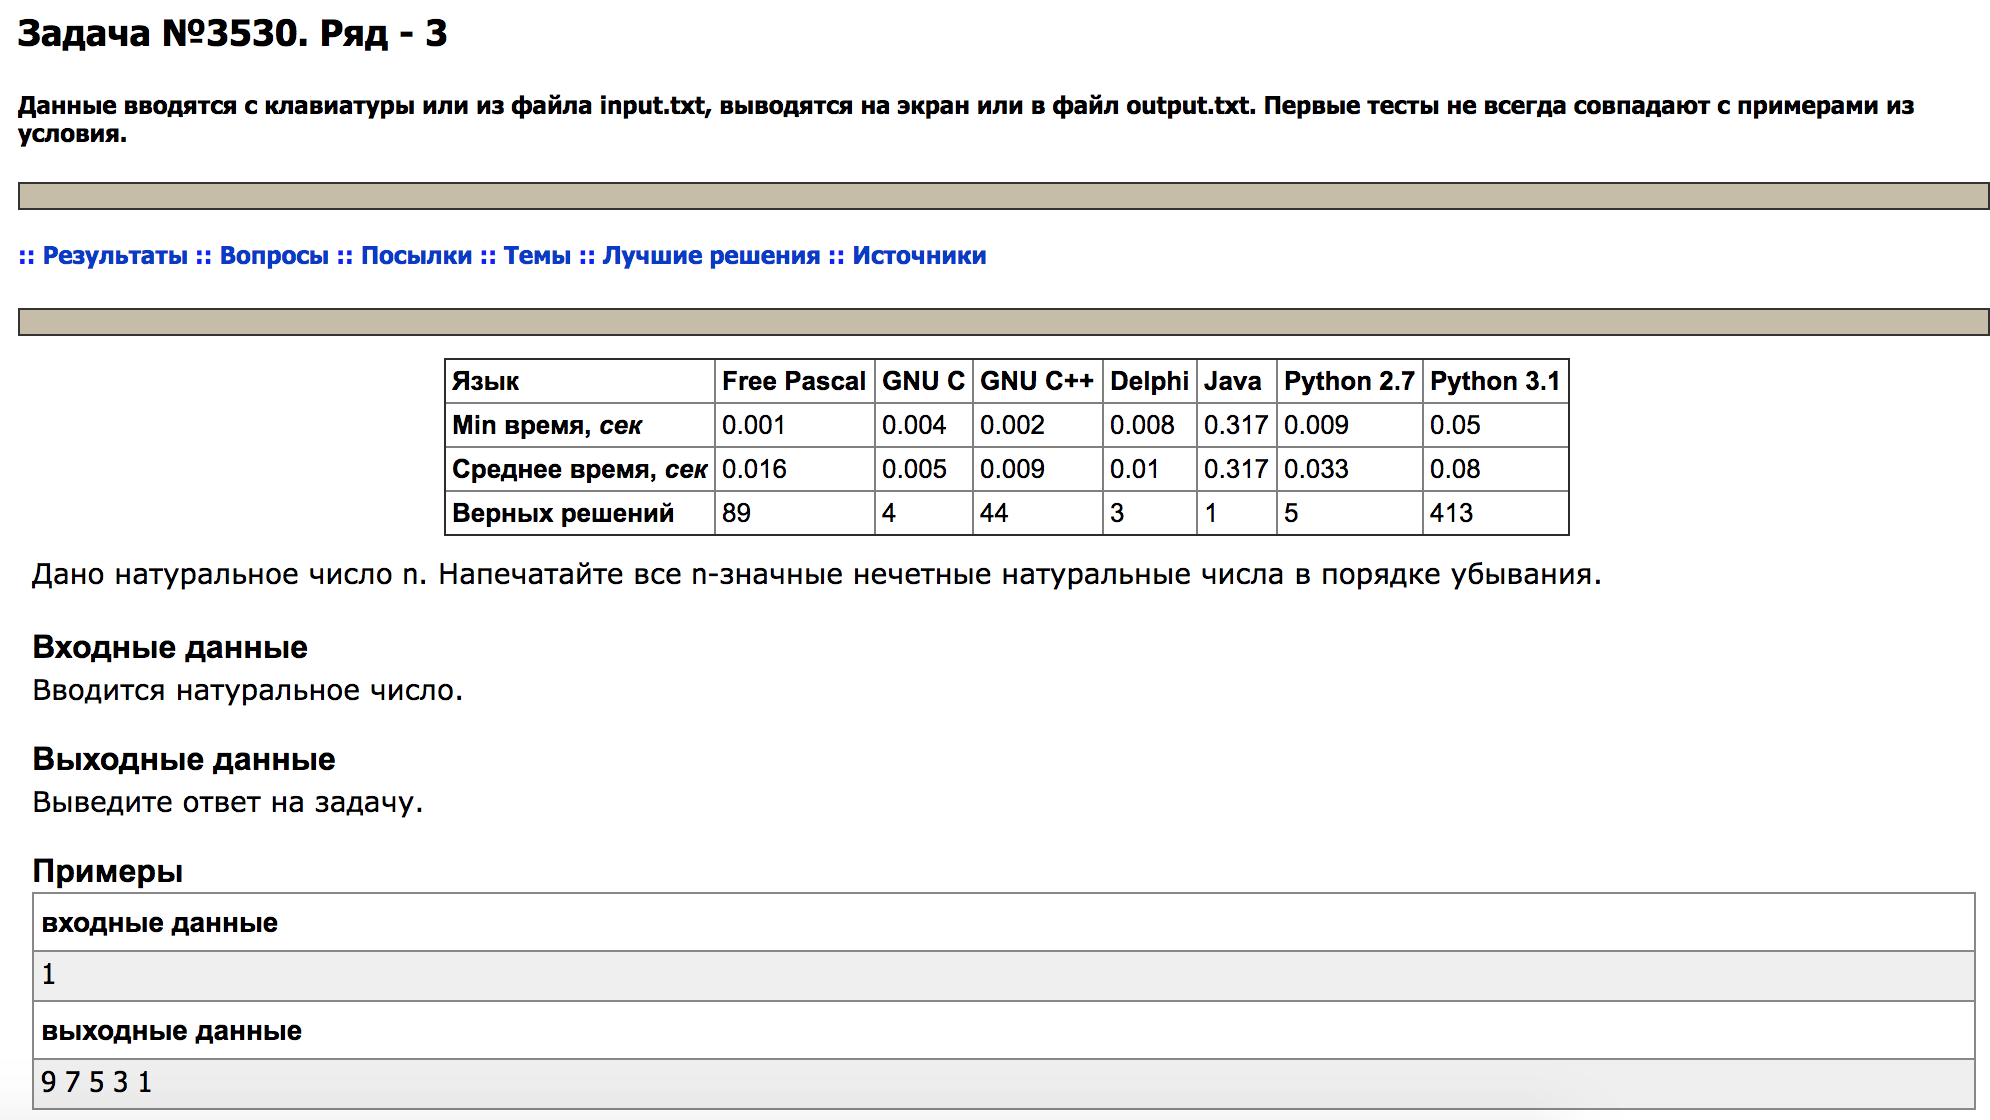 Задача №3530. Ряд - 3
Данные вводятся с клавиатуры или из файла input.txt, выводятся на экран или в файл output.txt. Первые тесты не всегда совпадают с примерами из
условия.
:: Результаты :: Вопросы :: Посылки :: Темы :: Лучшие решения :: Источники
Язык Free Pascal GNU C GNU C++ Delphi Java Python 2.7 Python 3.1
Min время, сек 0.001 0.004 0.002 0.008 0.317 0.009 0.05
Среднее время, сек 0.016 0.005 0.009 0.01 0.317 0.033 0.08
Верных решений 89 4 44 3 1 5 413
Дано натуральное число n. Напечатайте все n-значные нечетные натуральные числа в порядке убывания.
Входные данные
Вводится натуральное число.
Выходные данные
Выведите ответ на задачу.
Примеры
входные данные
1
выходные данные
9 7 5 3 1